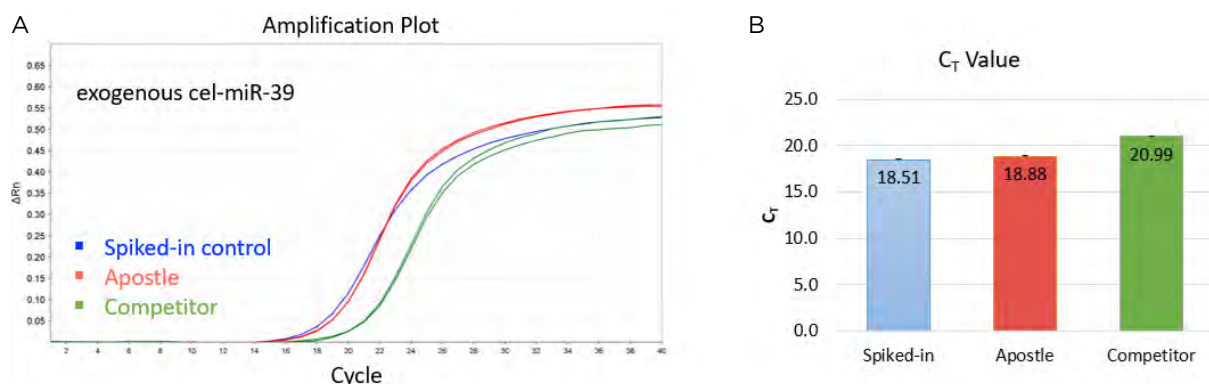 A
Amplification Plot
ΔRn
0.65
0.60
0.55
0.50
0.45
0.40
0.35
0.30
0.25
0.20
0.15
0.10
0.05
exogenous cel-miR-39
Spiked-in control
Apostle
Competitor
2 4 6 8 10 12 14 16 18 20 22 24 26 28 30 32 34 36 38 40
Cycle
B
CT Value
CT
25.0
20.0
15.0
10.0
5.0
0.0
18.51
18.88
20.99
Spiked-in Apostle Competitor